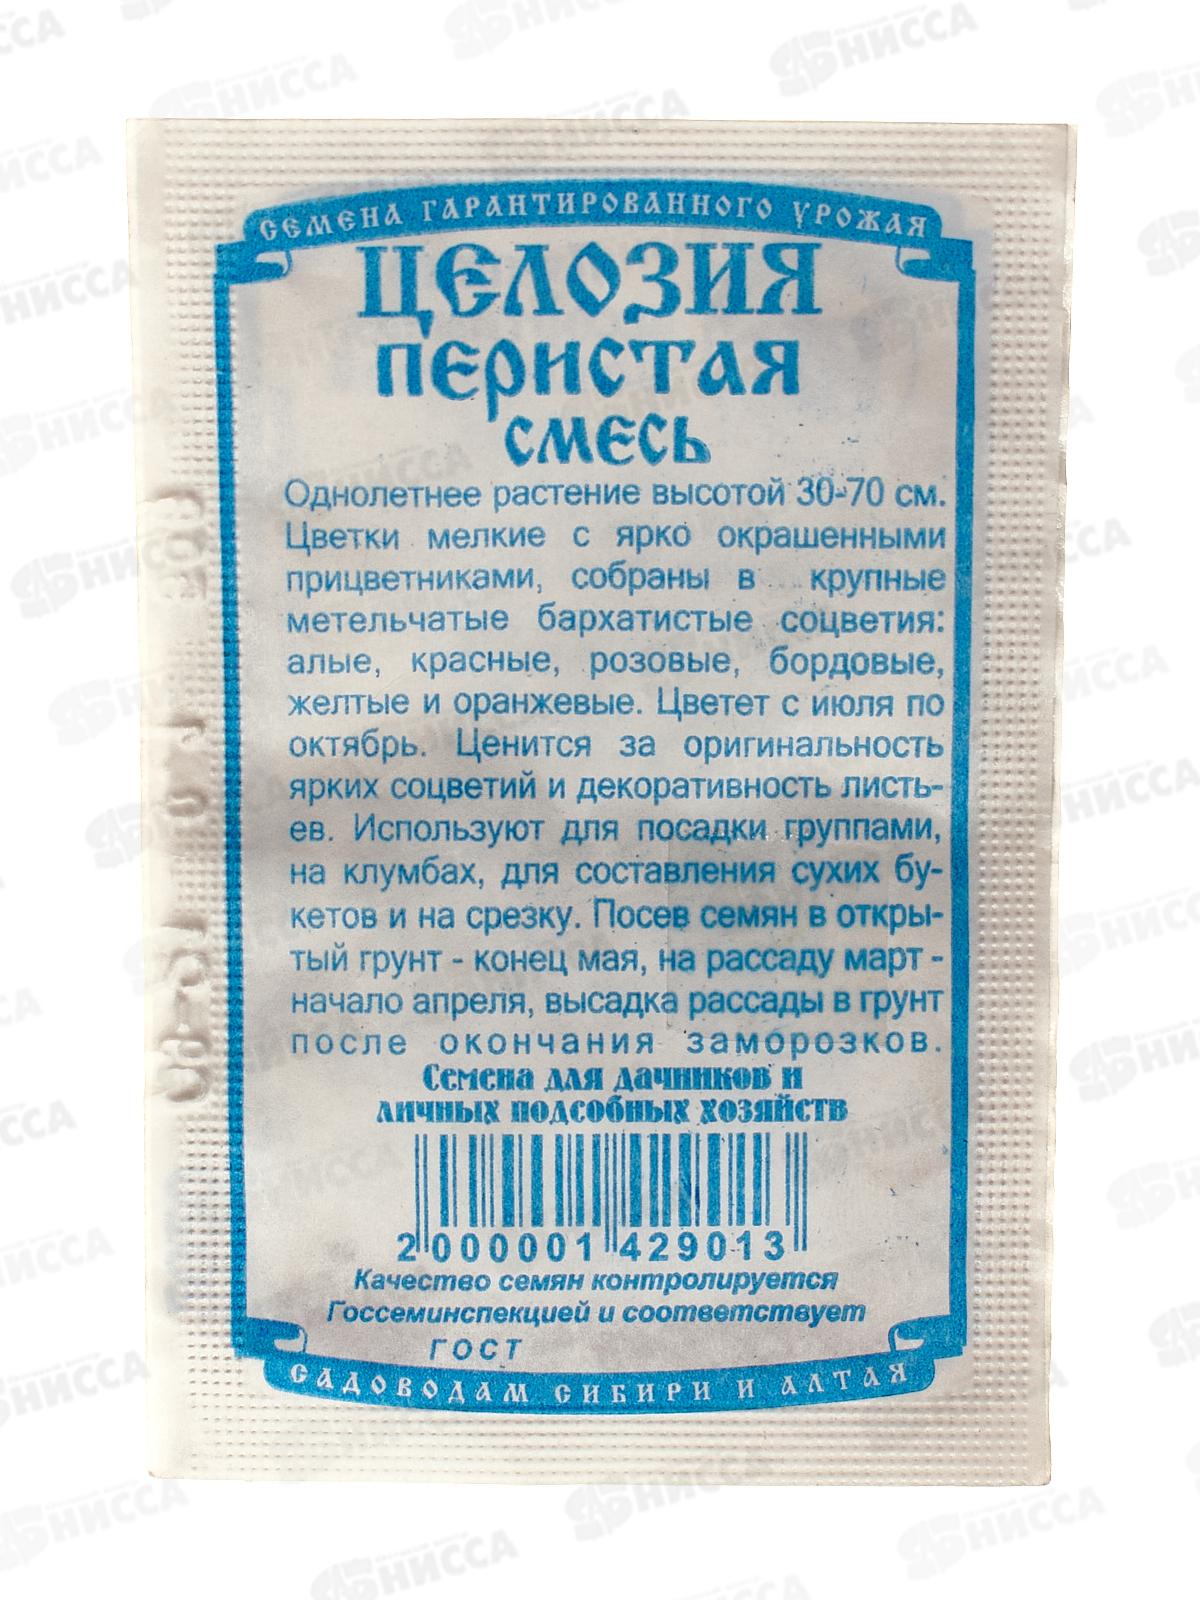 СЕМЕНА ГАРАНТИРОВАННОГО УРОЖАЯ
ЦЕЛОЗИЯ
ПЕРИСТАЯ
СМЕСЬ
Однолетнее растение высотой 30-70 см.
Цветки мелкие с ярко окрашенными
прицветниками, собраны в крупные
метельчатые бархатистые соцветия:
алые, красные, розовые, бордовые,
желтые и оранжевые. Цветет с июля по
октябрь. Ценится за оригинальность
ярких соцветий и декоративность листь-
ев. Используют для посадки группами,
на клумбах, для составления сухих бу-
кетов и на срезку. Посев семян в откры-
тый грунт - конец мая, на рассаду март -
начало апреля, высадка рассады в грунт
после окончания заморозков.
Семена для дачников и
личных подсобных хозяйств
2 000001 429013
Качество семян контролируется
Госсеминспекцией и соответствует
ГОСТ
САДОВОДАМ СИБИРИ И АЛТАЯ
НИССА